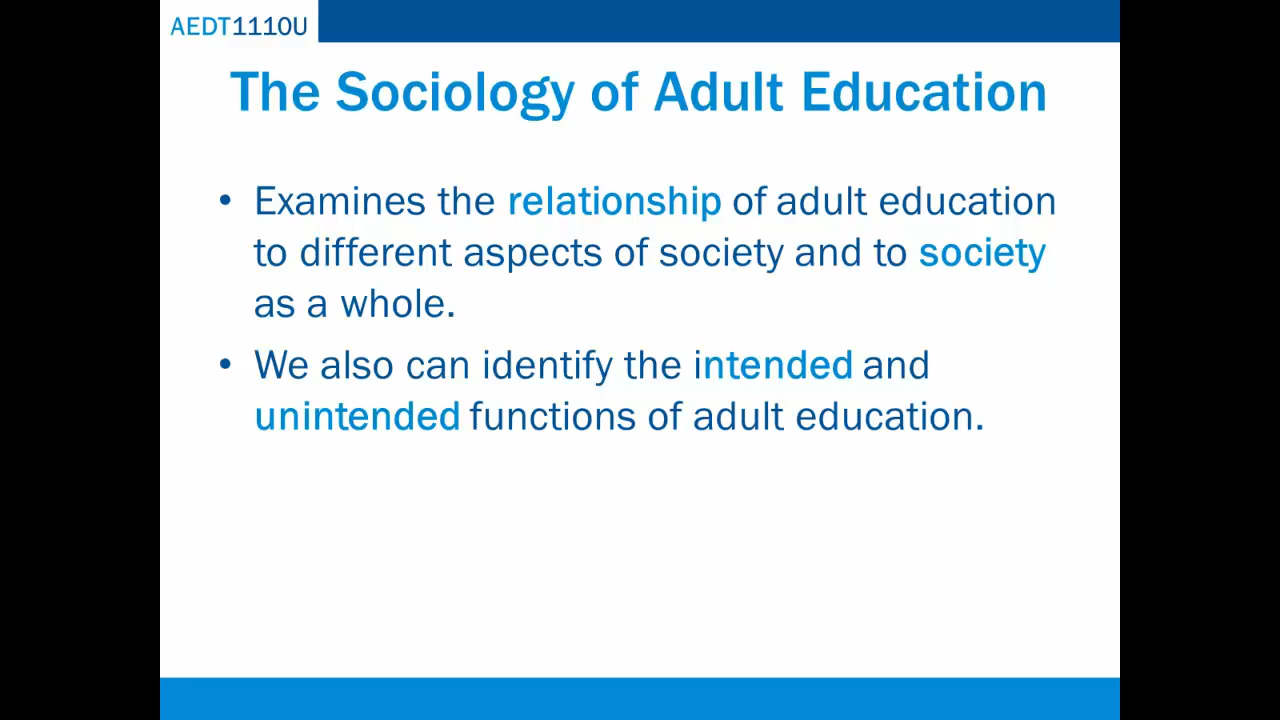 AEDT1110U
The Sociology of Adult Education
• Examines the relationship of adult education
to different aspects of society and to society
as a whole.
• We also can identify the intended and
unintended functions of adult education.